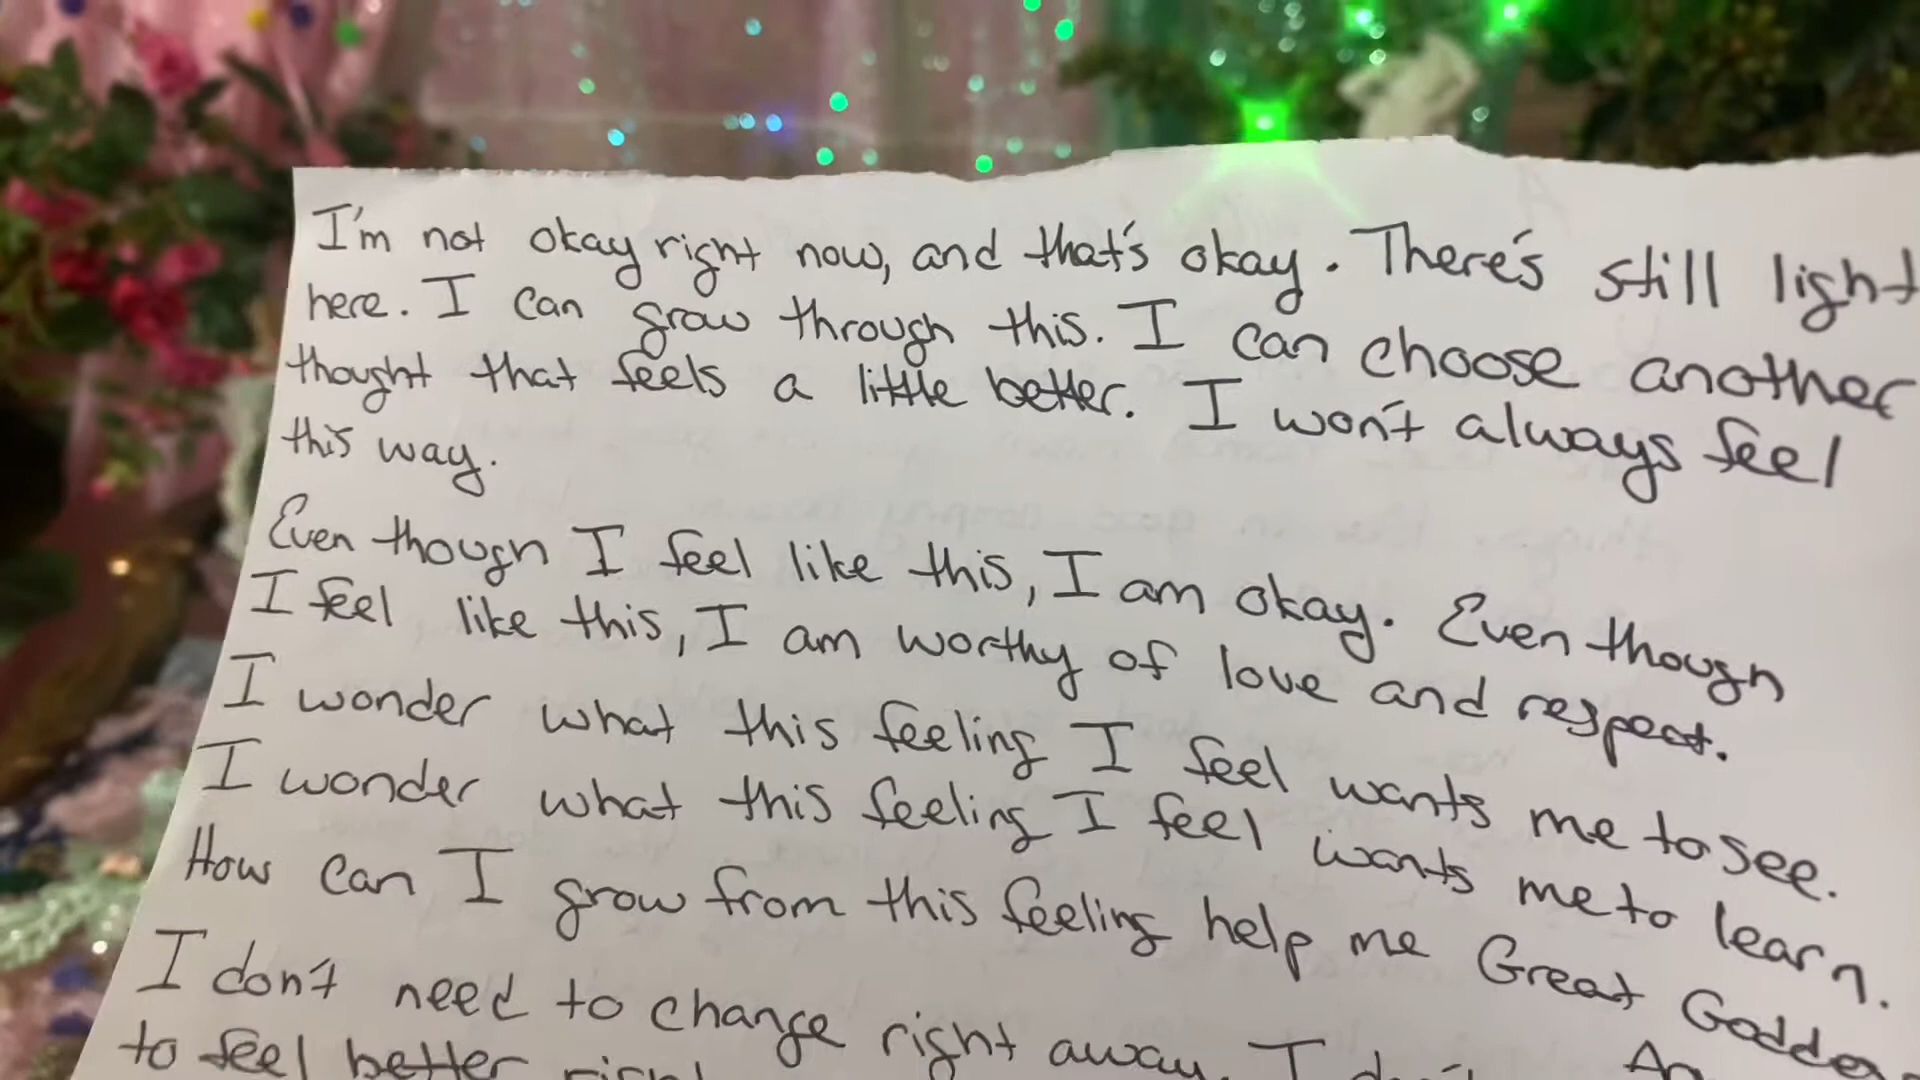 I'm not okay right now, and that's okay. There's still light
here. I can grow through this. I can choose another
thought that feels a little better. I won't always feel
this way.
Even though I feel like this, I am okay. Even though
I feel like this, I am worthy of love and respect.
I wonder what this feeling I feel wants me to see.
I wonder what this feeling I feel wants me to learn.
How can I grow from this feeling help me Great
I don't need to change right away. I
to feel better